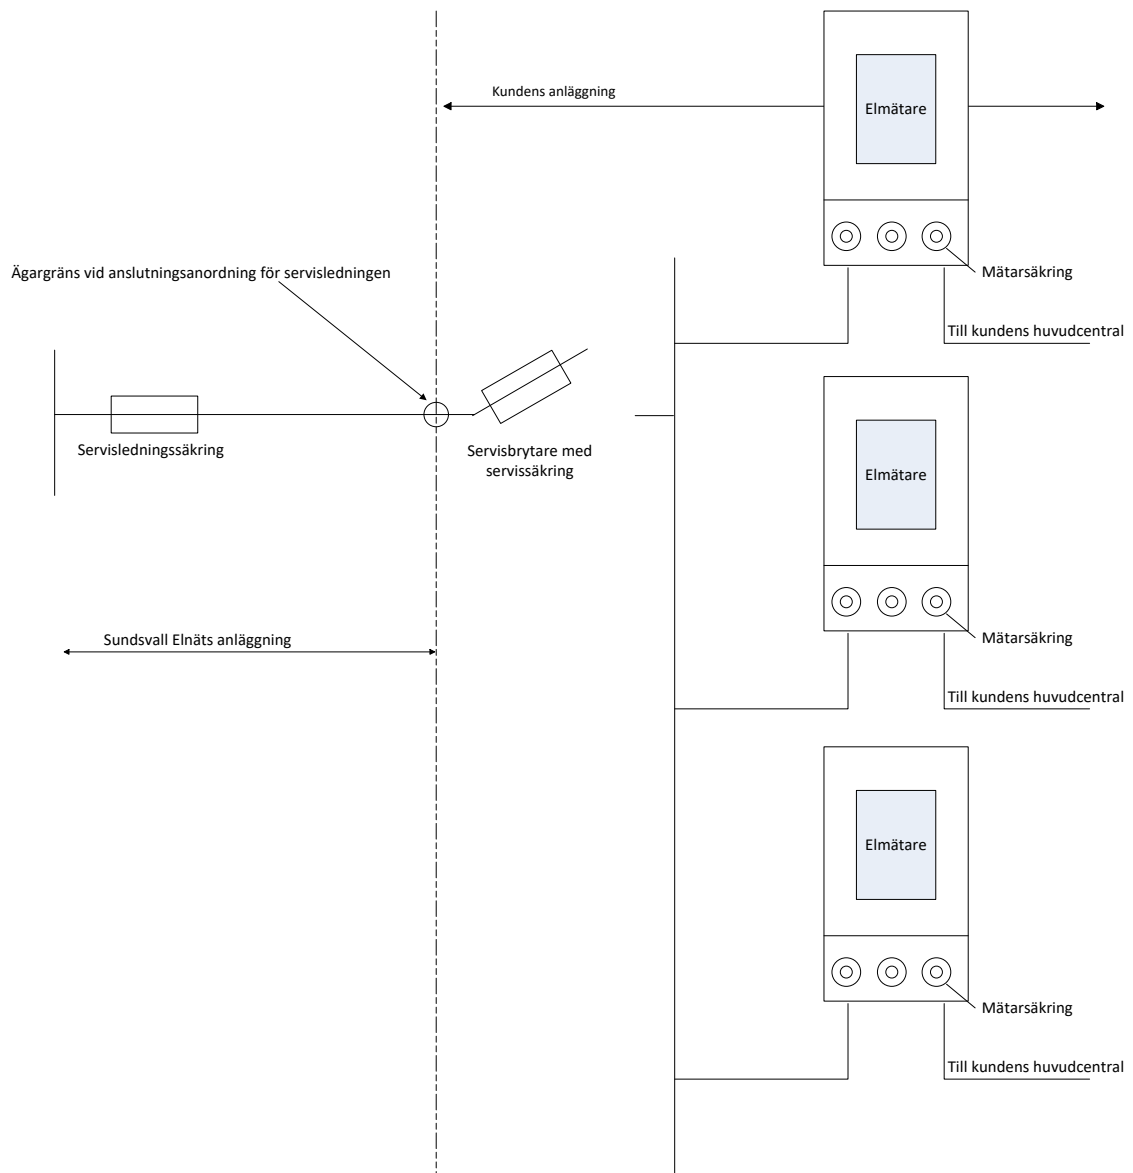 Kundens anläggning
Elmätare
Ägargräns vid anslutningsanordning för servisledningen
Mätarsäkring
Till kundens huvudcentral
Servisledningssäkring
Servisbrytare med
servissäkring
Elmätare
Sundsvall Elnäts anläggning
Mätarsäkring
Till kundens huvudcentral
Elmätare
Mätarsäkring
Till kundens huvudcentral